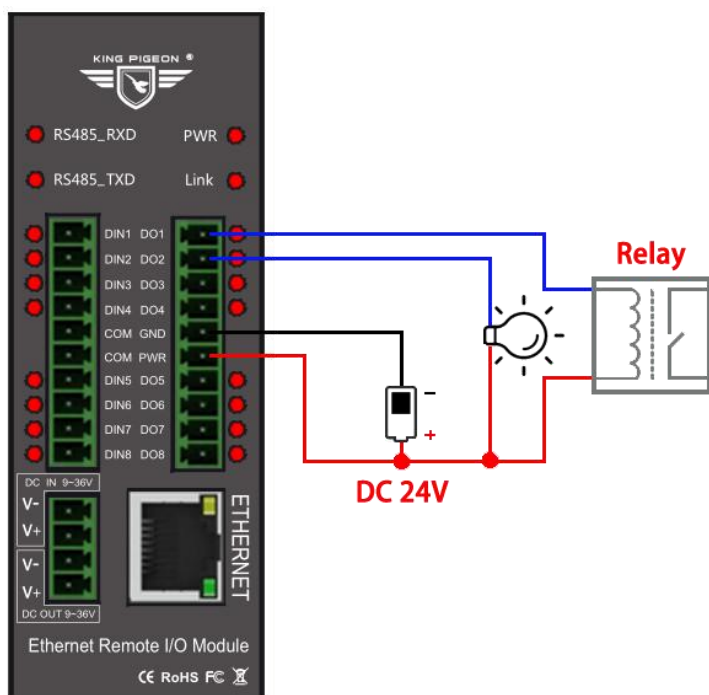 KING PIGEON ®
RS485_RXD PWR
RS485_TXD Link
DIN1 DO1
DIN2 DO2
DIN3 DO3
DIN4 DO4
COM GND
COM PWR
DIN5 DO5
DIN6 DO6
DIN7 DO7
DIN8 DO8
DC IN 9~36V
V-
V+
V-
V+
DC OUT 9~36V
ETHERNET
Ethernet Remote I/O Module
CE RoHS FC
Relay
-
+
DC 24V